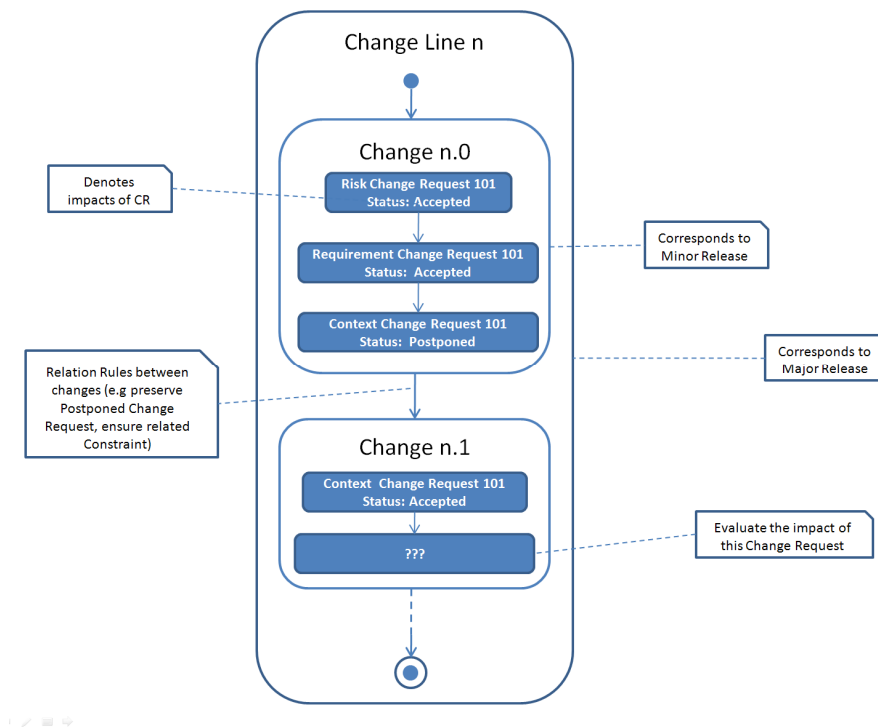 Change Line n
Change n.0
Denotes
impacts of CR
Risk Change Request 101
Status: Accepted
Requirement Change Request 101
Status: Accepted
Corresponds to
Minor Release
Context Change Request 101
Status: Postponed
Corresponds to
Major Release
Relation Rules between
changes (e.g preserve
Postponed Change
Request, ensure related
Constraint)
Change n.1
Context Change Request 101
Status: Accepted
???
Evaluate the impact of
this Change Request